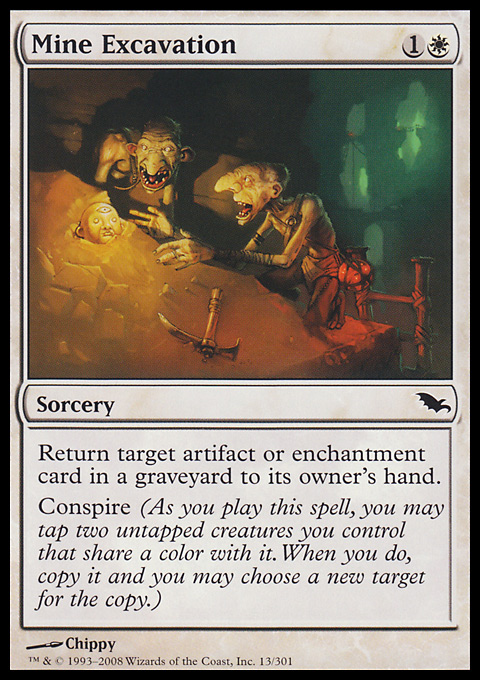 Mine Excavation 1
Sorcery
Return target artifact or enchantment
card in a graveyard to its owner's hand.
Conspire (As you play this spell, you may
tap two untapped creatures you control
that share a color with it. When you do,
copy it and you may choose a new target
for the copy.)
Chippy
™ & © 1993–2008 Wizards of the Coast, Inc. 13/301